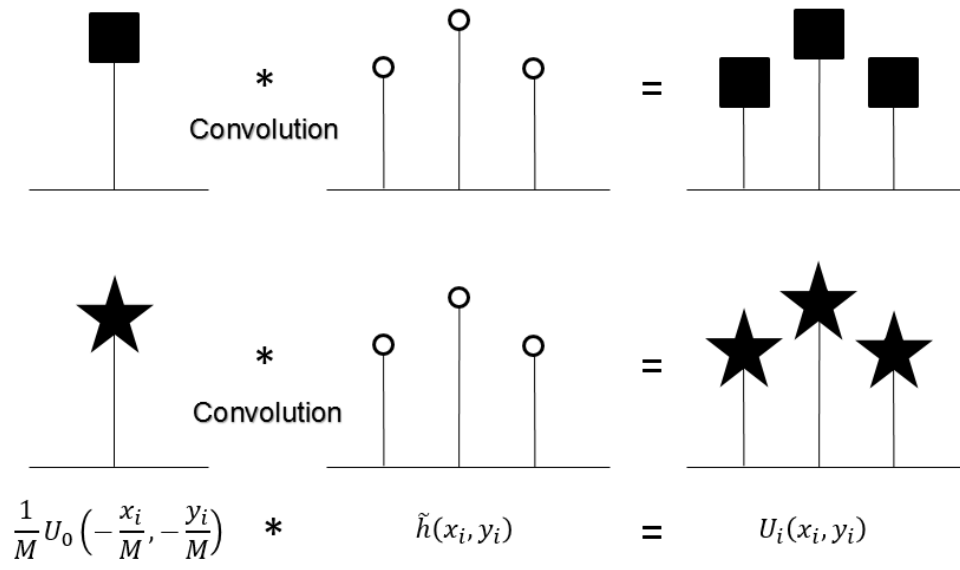 *
Convolution
=
*
Convolution
=
\frac{1}{M} U_0 \left( -\frac{x_i}{M}, -\frac{y_i}{M} \right) * \tilde{h}(x_i, y_i) = U_i(x_i, y_i)